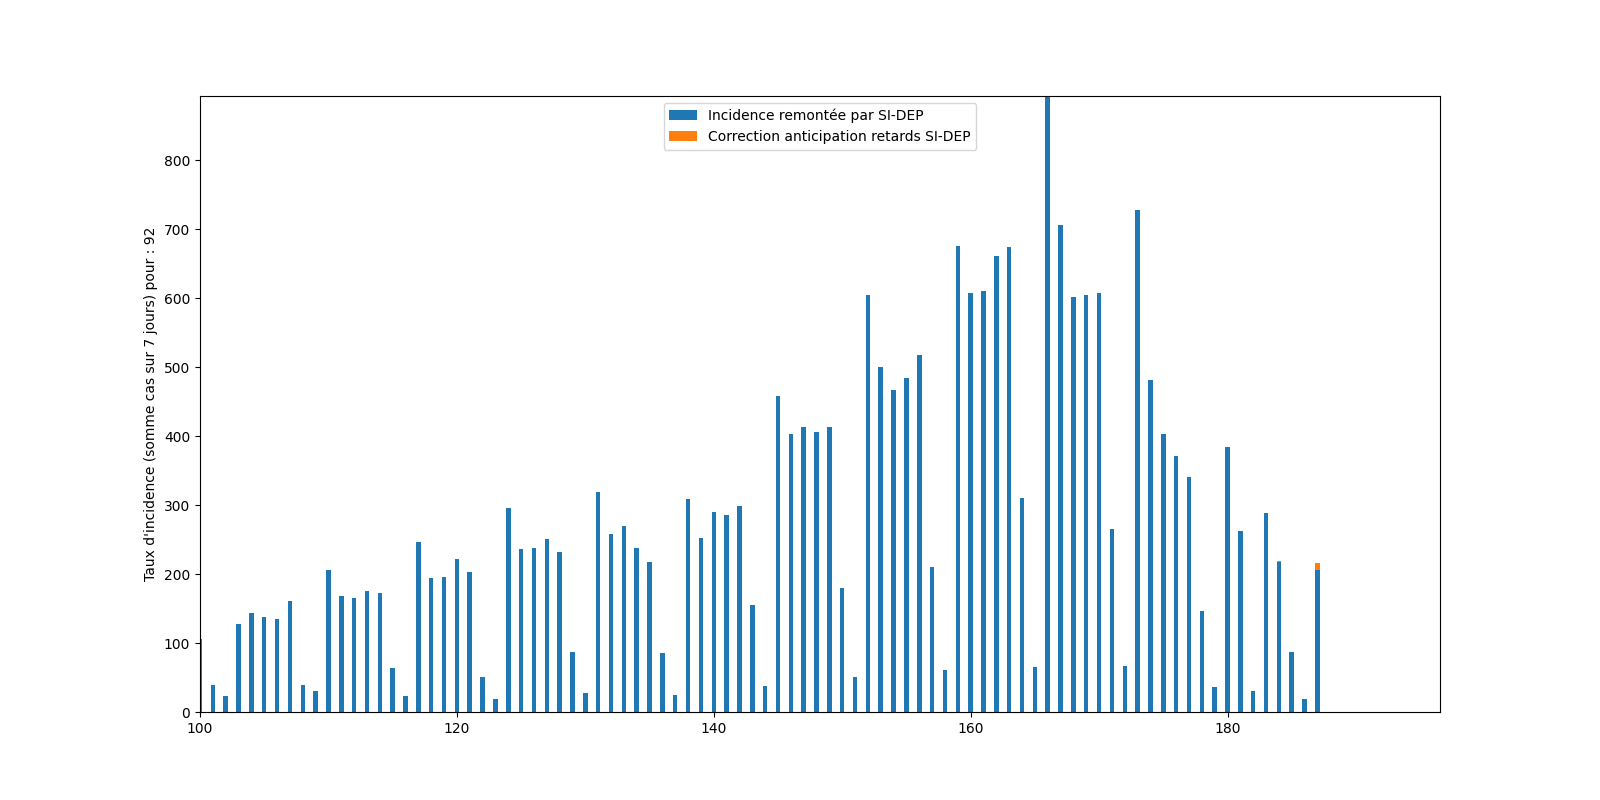 Incidence remontée par SI-DEP
Correction anticipation retards SI-DEP
Taux d'incidence (somme cas sur 7 jours) pour : 92
800
700
600
500
400
300
200
100
0
100 120 140 160 180